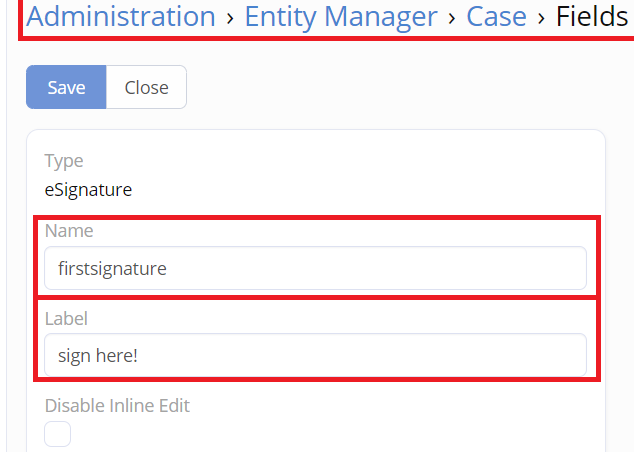 Administration › Entity Manager › Case › Fields
Save Close
Type
eSignature
Name
firstsignature
Label
sign here!
Disable Inline Edit